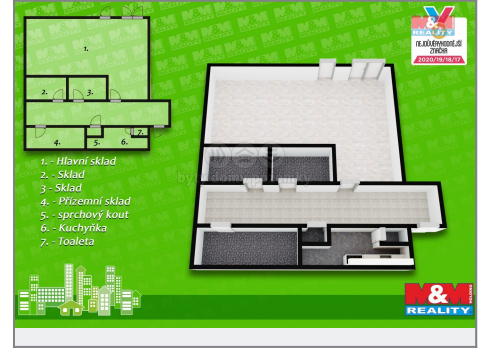 M&M
REALITY
NEJDŮVĚRYHODNĚJŠÍ
ZNAČKA
2020/19/18/17
1.
2.
3.
4.
5.
6.
7.
1. - Hlavní sklad
2. - Sklad
3 - Sklad
4. - Přízemní sklad
5. - sprchový kout
6. - Kuchyňka
7. - Toaleta
M&M
REALITY